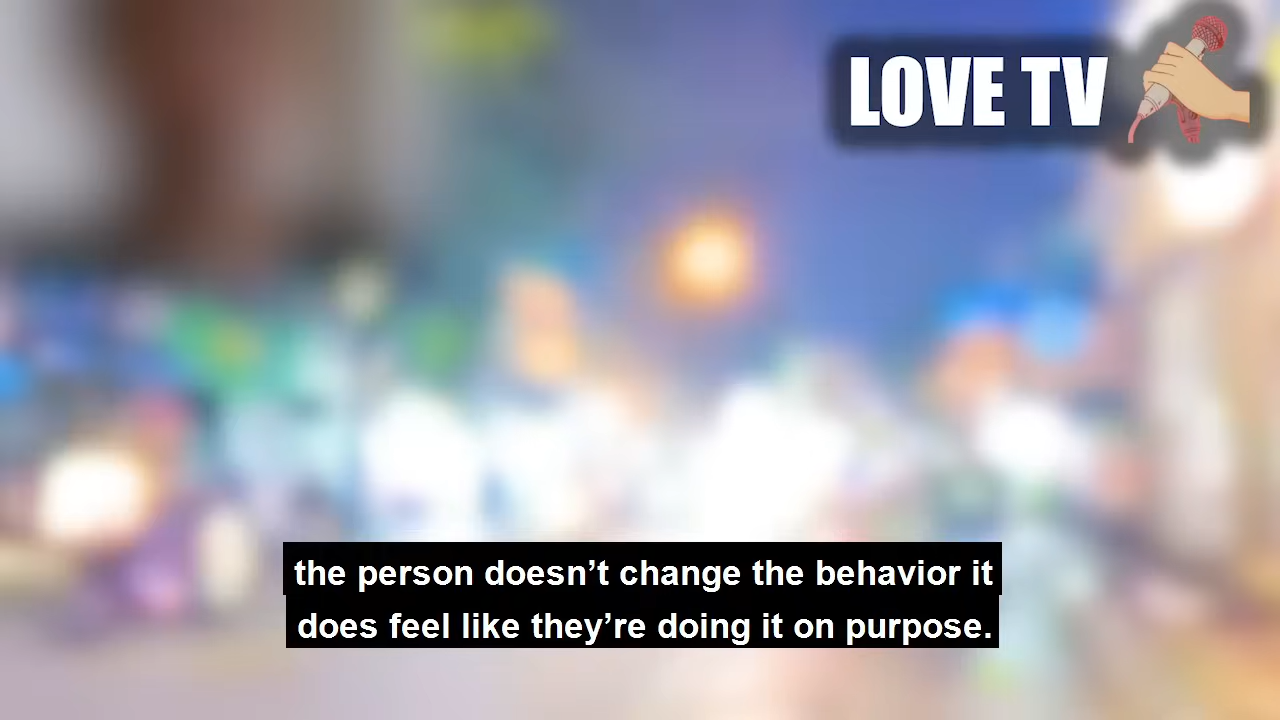 LOVE TV
the person doesn’t change the behavior it
does feel like they’re doing it on purpose.